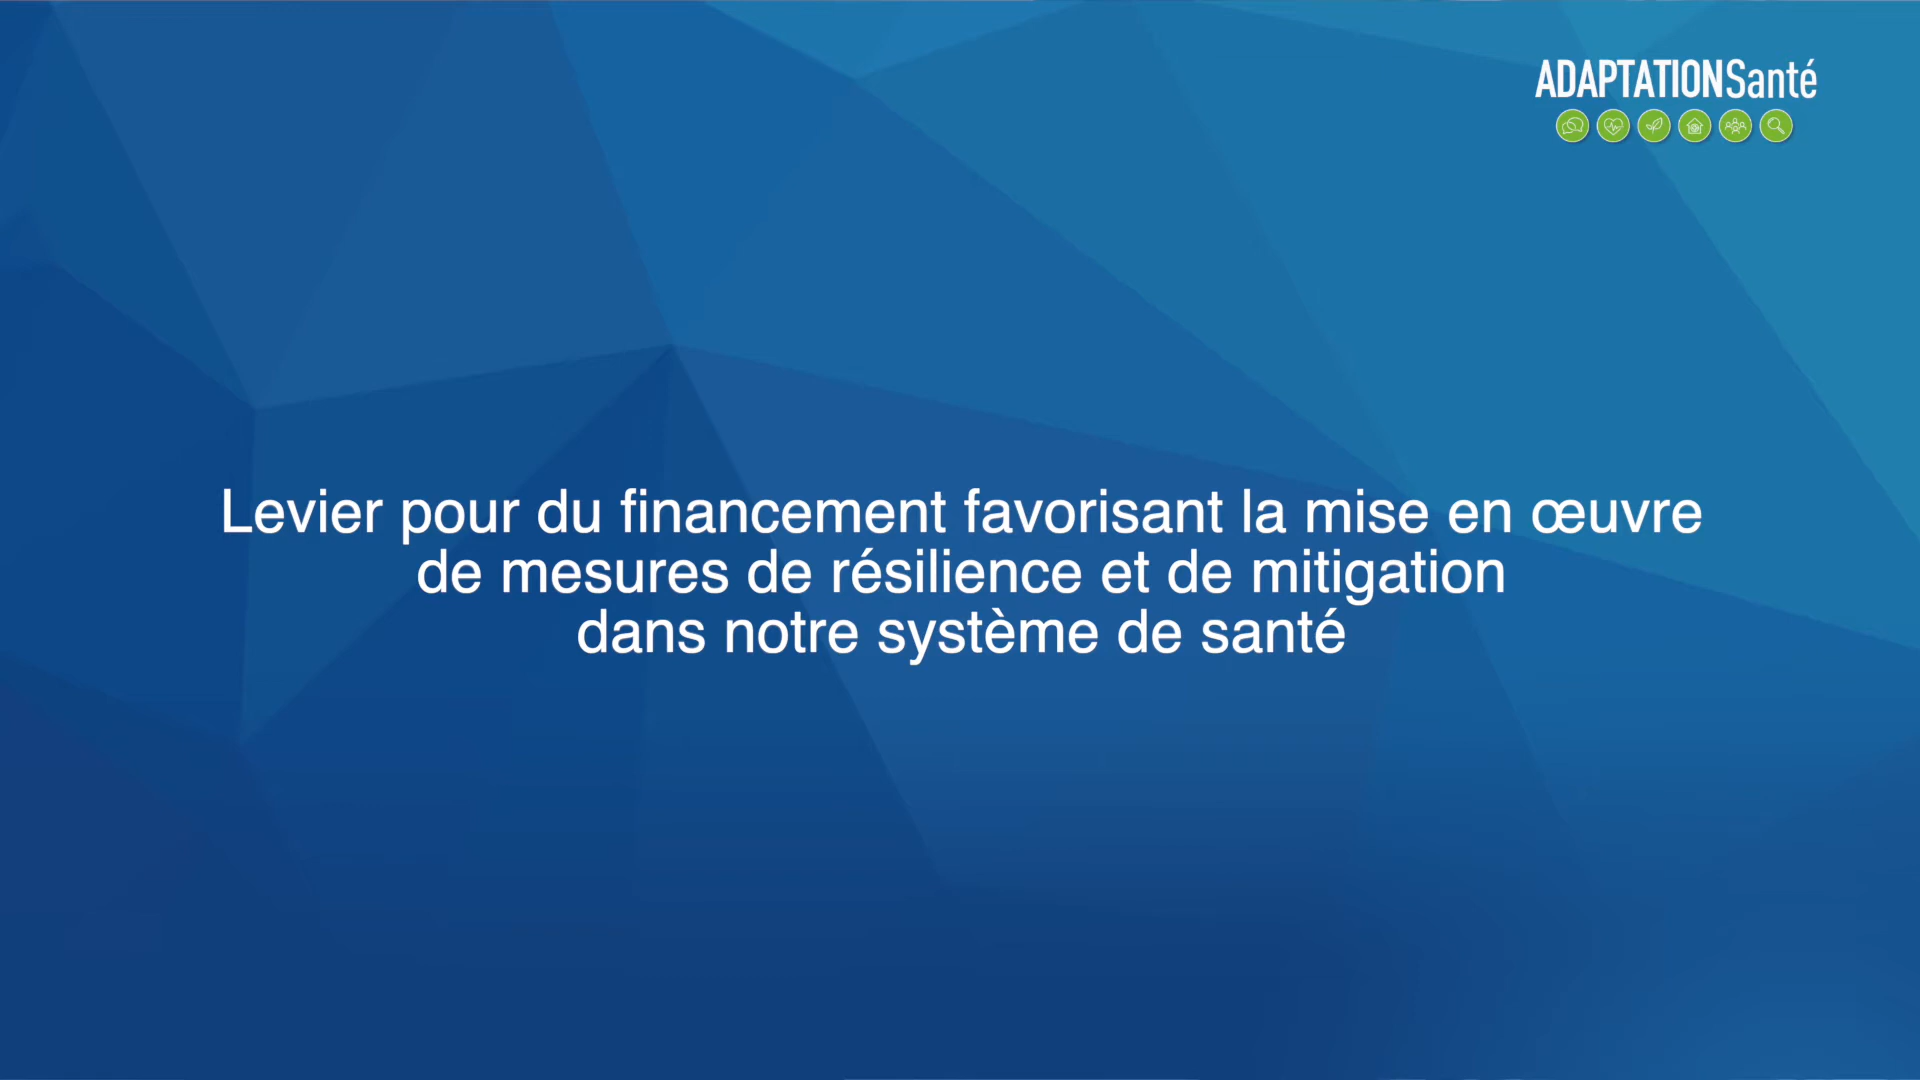 ADAPTATIONSanté
Levier pour du financement favorisant la mise en œuvre
de mesures de résilience et de mitigation
dans notre système de santé